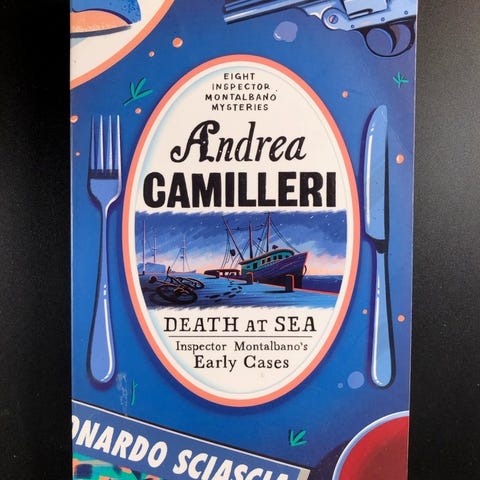 EIGHT
INSPECTOR
MONTALBANO
MYSTERIES
Andrea
CAMILLERI
DEATH AT SEA
Inspector Montalbano's
Early Cases
ONARDO SCIASCIA